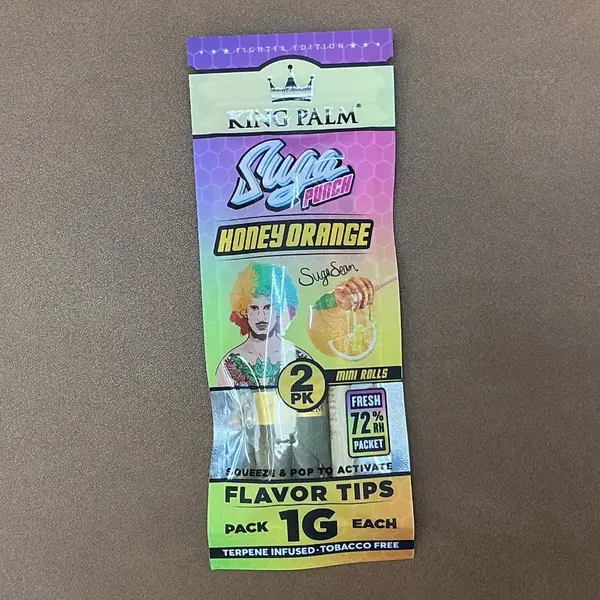 FIGHTER EDITION
KING PALM®
Suga
PUNCH
HONEY ORANGE
SugaSean
2
PK
MINI ROLLS
FRESH
72% RH
PACKET
SQUEEZE & POP TO ACTIVATE
FLAVOR TIPS
PACK 1G EACH
TERPENE INFUSED • TOBACCO FREE